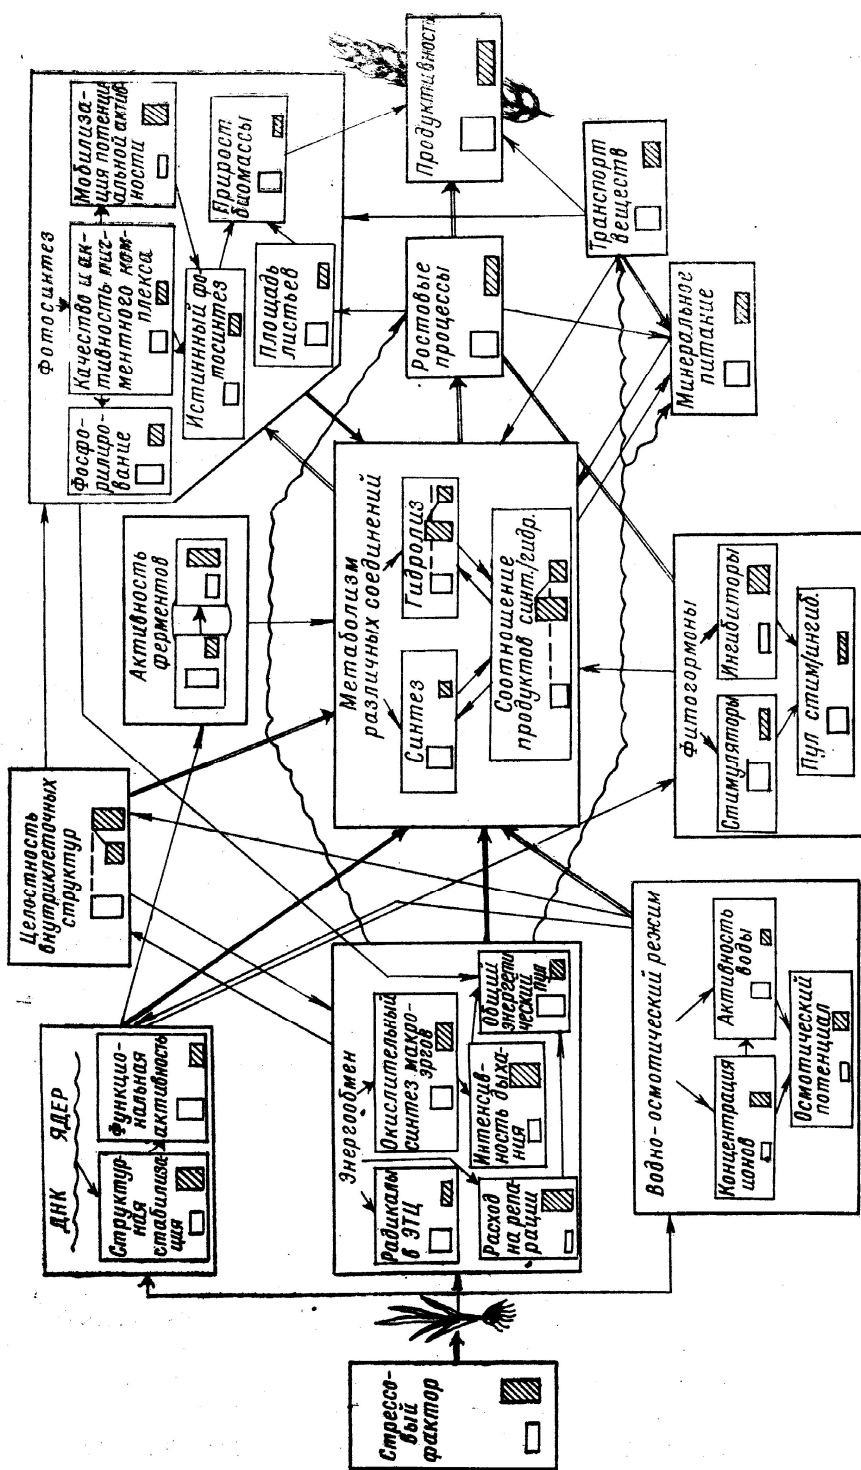 Стрессо-
вый
фактор
ДНК ЯДЕР
Структур-
ная
стабилиза-
ция
Функцио-
нальная
активность
Энергообмен
Радикалы
в ЭТЦ
Окислительный
синтез макро-
эргов
Расход
на репа-
рации
Интенсив-
ность дыха-
ния
Общий
энергети
ческий
пул
Водно-осмотический режим
Концентрация
ионов
Активность
воды
Осмотический
потенциал
Целостность
внутриклеточных
структур
Активность
ферментов
Метаболизм
различных соединений
Синтез
Гидролиз
Соотношение
продуктов синт./гидр.
Фитогормоны
Стимуляторы
Ингибиторы
Пул стим/ингиб.
Фотосинтез
Фосфо-
рилиро-
вание
Качество и ак-
тивность пиг-
ментного ком-
плекса
Мобилиза-
ция потенци
альной актив
ности
Истинный фо-
тосинтез
Площадь
листьев
Прирост
биомассы
Ростовые
процессы
Продуктивность
Транспорт
веществ
Минеральное
питание